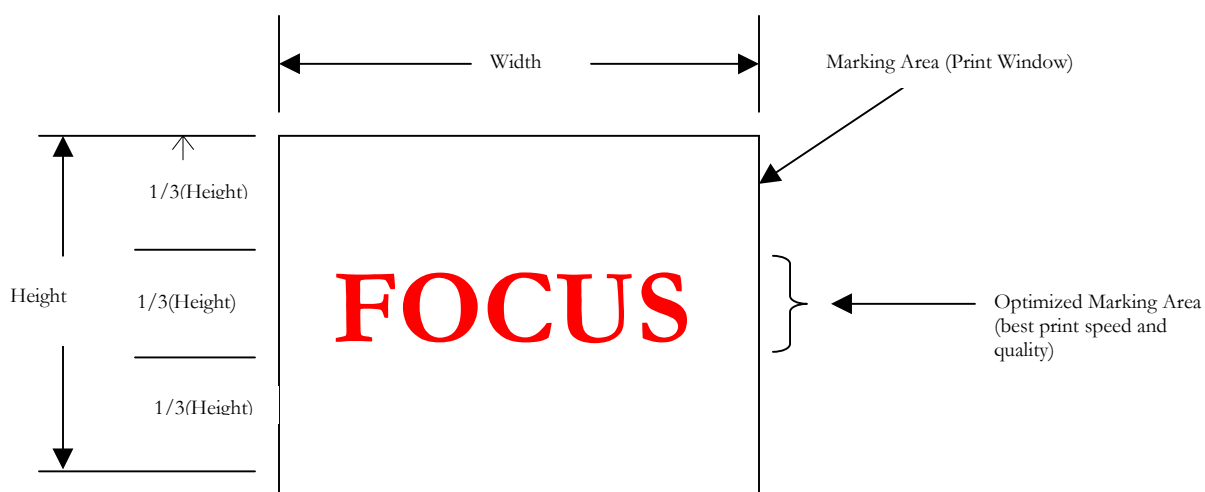 Width
Marking Area (Print Window)
1/3(Height)
FOCUS
Height
1/3(Height)
Optimized Marking Area
(best print speed and
quality)
1/3(Height)